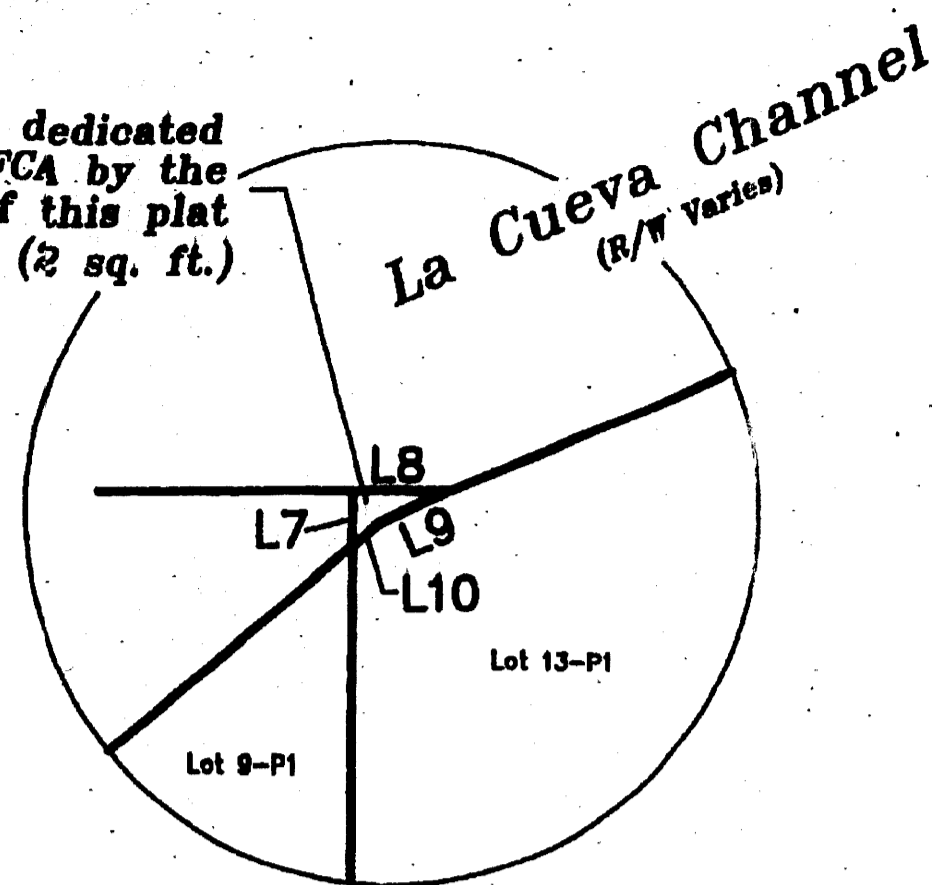 dedicated
FCA by the
f this plat
(2 sq. ft.)
La Cueva Channel
(R/W Varies)
L8
L7
L9
L10
Lot 13-P1
Lot 9-P1